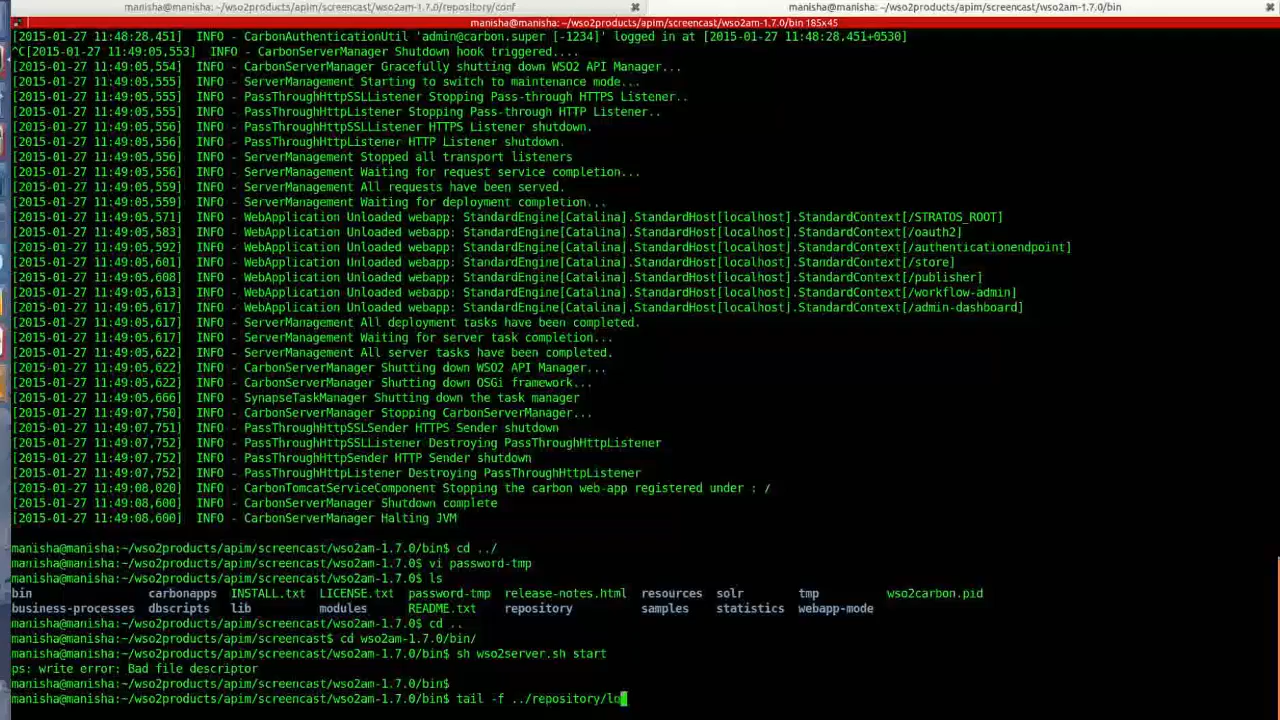 manisha@manisha: ~/wso2products/apim/screencast/wso2am-1.7.0/repository/conf
manisha@manisha: ~/wso2products/apim/screencast/wso2am-1.7.0/bin
manisha@manisha: ~/wso2products/apim/screencast/wso2am-1.7.0/bin 185x45
[2015-01-27 11:48:28,451]  INFO - CarbonAuthenticationUtil 'admin@carbon.super [-1234]' logged in at [2015-01-27 11:48:28,451+0530]
^C[2015-01-27 11:49:05,553]  INFO - CarbonServerManager Shutdown hook triggered....
[2015-01-27 11:49:05,554]  INFO - CarbonServerManager Gracefully shutting down WSO2 API Manager...
[2015-01-27 11:49:05,555]  INFO - ServerManagement Starting to switch to maintenance mode...
[2015-01-27 11:49:05,555]  INFO - PassThroughHttpSSLListener Stopping Pass-through HTTPS Listener..
[2015-01-27 11:49:05,555]  INFO - PassThroughHttpListener Stopping Pass-through HTTP Listener..
[2015-01-27 11:49:05,556]  INFO - PassThroughHttpSSLListener HTTPS Listener shutdown.
[2015-01-27 11:49:05,556]  INFO - PassThroughHttpListener HTTP Listener shutdown.
[2015-01-27 11:49:05,556]  INFO - ServerManagement Stopped all transport listeners
[2015-01-27 11:49:05,556]  INFO - ServerManagement Waiting for request service completion...
[2015-01-27 11:49:05,559]  INFO - ServerManagement All requests have been served.
[2015-01-27 11:49:05,559]  INFO - ServerManagement Waiting for deployment completion...
[2015-01-27 11:49:05,571]  INFO - WebApplication Unloaded webapp: StandardEngine[Catalina].StandardHost[localhost].StandardContext[/STRATOS_ROOT]
[2015-01-27 11:49:05,583]  INFO - WebApplication Unloaded webapp: StandardEngine[Catalina].StandardHost[localhost].StandardContext[/oauth2]
[2015-01-27 11:49:05,592]  INFO - WebApplication Unloaded webapp: StandardEngine[Catalina].StandardHost[localhost].StandardContext[/authenticationendpoint]
[2015-01-27 11:49:05,601]  INFO - WebApplication Unloaded webapp: StandardEngine[Catalina].StandardHost[localhost].StandardContext[/store]
[2015-01-27 11:49:05,608]  INFO - WebApplication Unloaded webapp: StandardEngine[Catalina].StandardHost[localhost].StandardContext[/publisher]
[2015-01-27 11:49:05,613]  INFO - WebApplication Unloaded webapp: StandardEngine[Catalina].StandardHost[localhost].StandardContext[/workflow-admin]
[2015-01-27 11:49:05,617]  INFO - WebApplication Unloaded webapp: StandardEngine[Catalina].StandardHost[localhost].StandardContext[/admin-dashboard]
[2015-01-27 11:49:05,617]  INFO - ServerManagement All deployment tasks have been completed.
[2015-01-27 11:49:05,617]  INFO - ServerManagement Waiting for server task completion...
[2015-01-27 11:49:05,622]  INFO - ServerManagement All server tasks have been completed.
[2015-01-27 11:49:05,622]  INFO - CarbonServerManager Shutting down WSO2 API Manager...
[2015-01-27 11:49:05,622]  INFO - CarbonServerManager Shutting down OSGi framework...
[2015-01-27 11:49:05,666]  INFO - SynapseTaskManager Shutting down the task manager
[2015-01-27 11:49:07,750]  INFO - CarbonServerManager Stopping CarbonServerManager...
[2015-01-27 11:49:07,751]  INFO - PassThroughHttpSSLSender HTTPS Sender shutdown
[2015-01-27 11:49:07,752]  INFO - PassThroughHttpSSLListener Destroying PassThroughHttpListener
[2015-01-27 11:49:07,752]  INFO - PassThroughHttpSender HTTP Sender shutdown
[2015-01-27 11:49:07,752]  INFO - PassThroughHttpListener Destroying PassThroughHttpListener
[2015-01-27 11:49:08,020]  INFO - CarbonTomcatServiceComponent Stopping the carbon web-app registered under : /
[2015-01-27 11:49:08,600]  INFO - CarbonServerManager Shutdown complete
[2015-01-27 11:49:08,600]  INFO - CarbonServerManager Halting JVM
manisha@manisha:~/wso2products/apim/screencast/wso2am-1.7.0/bin$ cd ../
manisha@manisha:~/wso2products/apim/screencast/wso2am-1.7.0$ vi password-tmp
manisha@manisha:~/wso2products/apim/screencast/wso2am-1.7.0$ ls
bin carbonapps INSTALL.txt LICENSE.txt password-tmp release-notes.html resources solr tmp wso2carbon.pid
business-processes dbscripts lib modules README.txt repository samples statistics webapp-mode
manisha@manisha:~/wso2products/apim/screencast/wso2am-1.7.0$ cd ..
manisha@manisha:~/wso2products/apim/screencast$ cd wso2am-1.7.0/bin/
manisha@manisha:~/wso2products/apim/screencast/wso2am-1.7.0/bin$ sh wso2server.sh start
ps: write error: Bad file descriptor
manisha@manisha:~/wso2products/apim/screencast/wso2am-1.7.0/bin$
manisha@manisha:~/wso2products/apim/screencast/wso2am-1.7.0/bin$ tail -f ../repository/lo